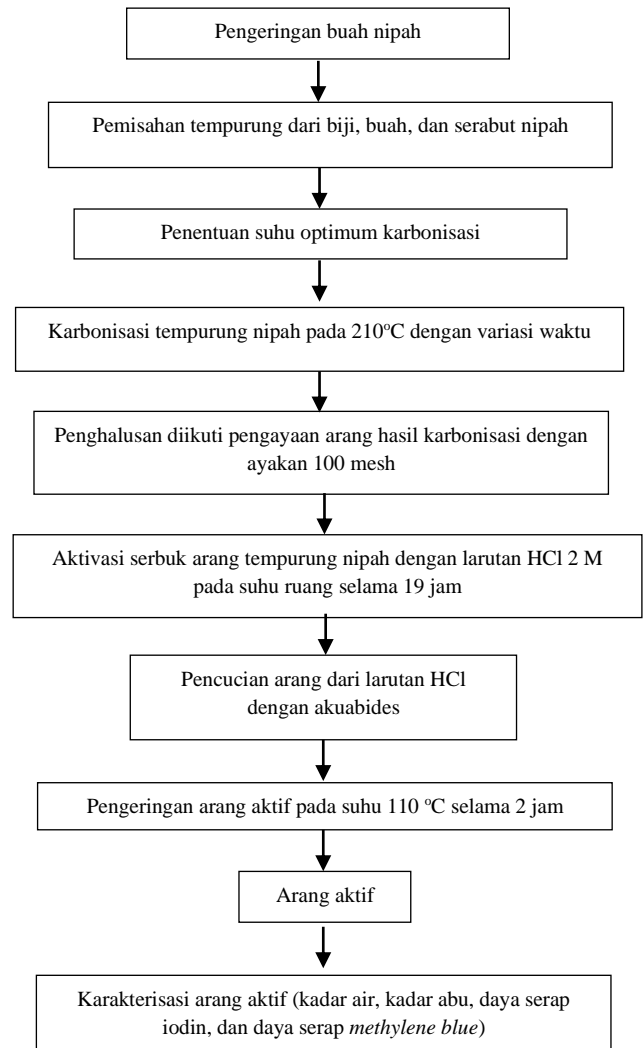 Pengeringan buah nipah
Pemisahan tempurung dari biji, buah, dan serabut nipah
Penentuan suhu optimum karbonisasi
Karbonisasi tempurung nipah pada 210°C dengan variasi waktu
Penghalusan diikuti pengayaan arang hasil karbonisasi dengan
ayakan 100 mesh
Aktivasi serbuk arang tempurung nipah dengan larutan HCl 2 M
pada suhu ruang selama 19 jam
Pencucian arang dari larutan HCl
dengan akuabides
Pengeringan arang aktif pada suhu 110 °C selama 2 jam
Arang aktif
Karakterisasi arang aktif (kadar air, kadar abu, daya serap
iodin, dan daya serap methylene blue)